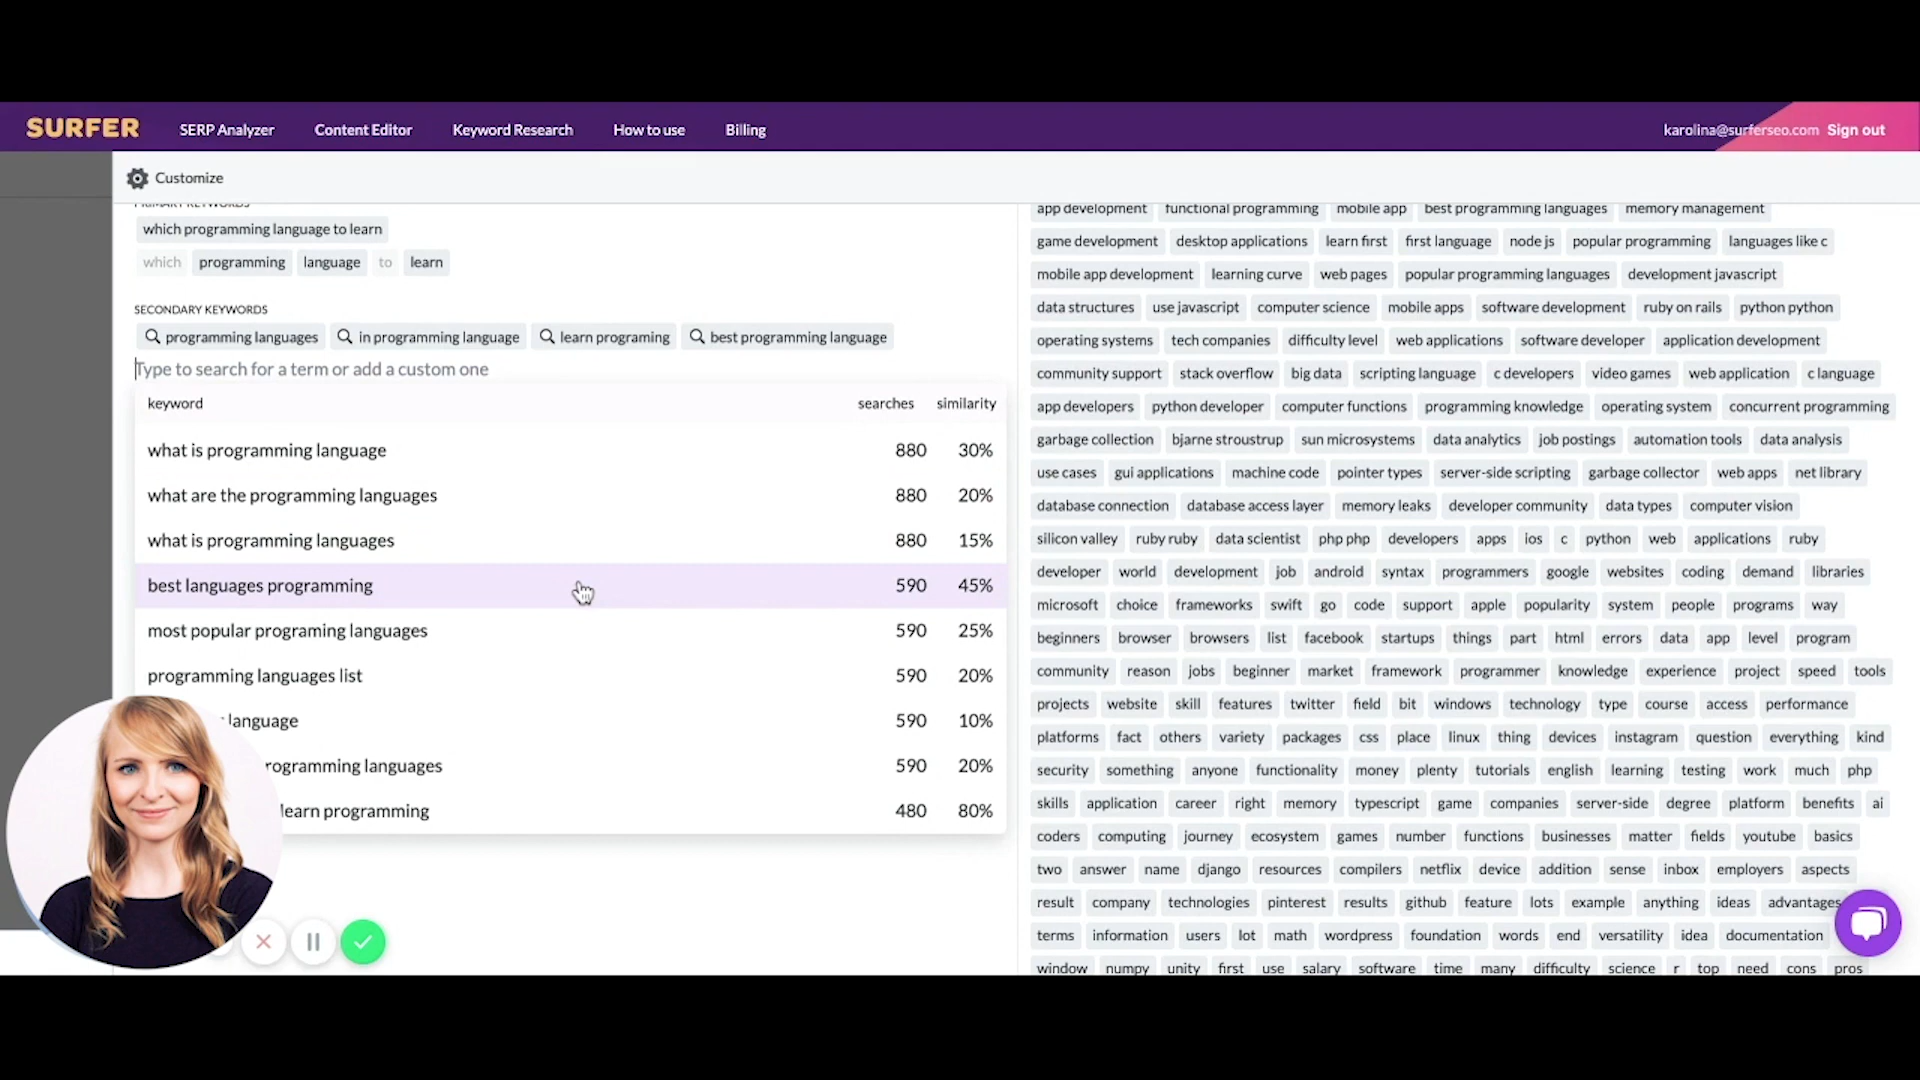 SURFER SERP Analyzer Content Editor Keyword Research How to use Billing karolina@surferseo.com Sign out
Customize
PRIMARY KEYWORDS
which programming language to learn
which programming language to learn
SECONDARY KEYWORDS
programming languages in programming language learn programing best programming language
Type to search for a term or add a custom one
keyword searches similarity
what is programming language 880 30%
what are the programming languages 880 20%
what is programming languages 880 15%
best languages programming 590 45%
most popular programing languages 590 25%
programming languages list 590 20%
language 590 10%
programming languages 590 20%
learn programming 480 80%
app development functional programming mobile app best programming languages memory management
game development desktop applications learn first first language node js popular programming languages like c
mobile app development learning curve web pages popular programming languages development javascript
data structures use javascript computer science mobile apps software development ruby on rails python python
operating systems tech companies difficulty level web applications software developer application development
community support stack overflow big data scripting language c developers video games web application c language
app developers python developer computer functions programming knowledge operating system concurrent programming
garbage collection bjarne stroustrup sun microsystems data analytics job postings automation tools data analysis
use cases gui applications machine code pointer types server-side scripting garbage collector web apps net library
database connection database access layer memory leaks developer community data types computer vision
silicon valley ruby ruby data scientist php php developers apps ios c python web applications ruby
developer world development job android syntax programmers google websites coding demand libraries
microsoft choice frameworks swift go code support apple popularity system people programs way
beginners browser browsers list facebook startups things part html errors data app level program
community reason jobs beginner market framework programmer knowledge experience project speed tools
projects website skill features twitter field bit windows technology type course access performance
platforms fact others variety packages css place linux thing devices instagram question everything kind
security something anyone functionality money plenty tutorials english learning testing work much php
skills application career right memory typescript game companies server-side degree platform benefits ai
coders computing journey ecosystem games number functions businesses matter fields youtube basics
two answer name django resources compilers netflix device addition sense inbox employers aspects
result company technologies pinterest results github feature lots example anything ideas advantages
terms information users lot math wordpress foundation words end versatility idea documentation
window numpy unity first use salary software time many difficulty science r top need cons pros